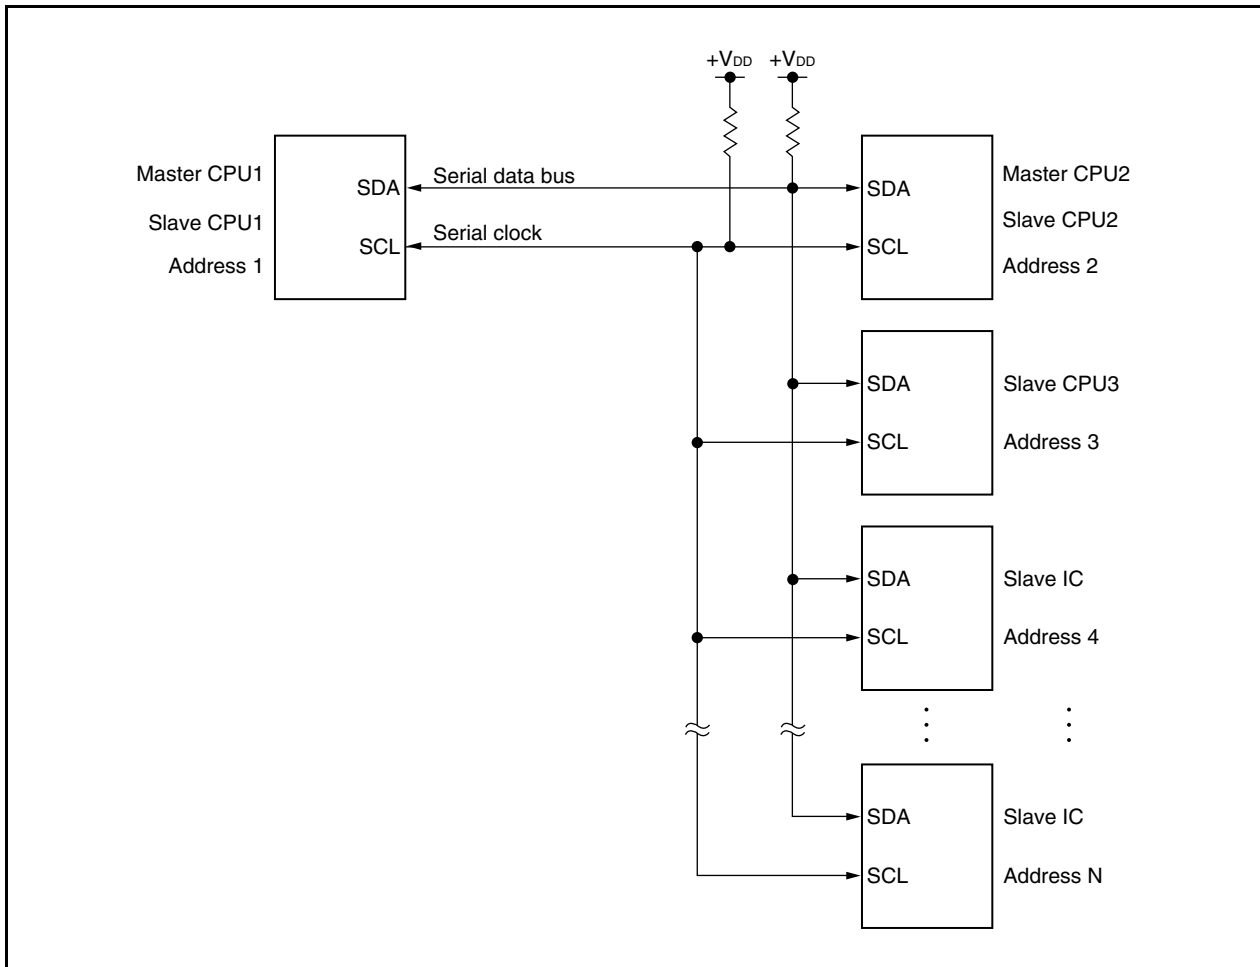 +VDD +VDD
Master CPU1
Slave CPU1
Address 1
SDA
SCL
Serial data bus
Serial clock
SDA
SCL
Master CPU2
Slave CPU2
Address 2
SDA
SCL
Slave CPU3
Address 3
SDA
SCL
Slave IC
Address 4
SDA
SCL
Slave IC
Address N